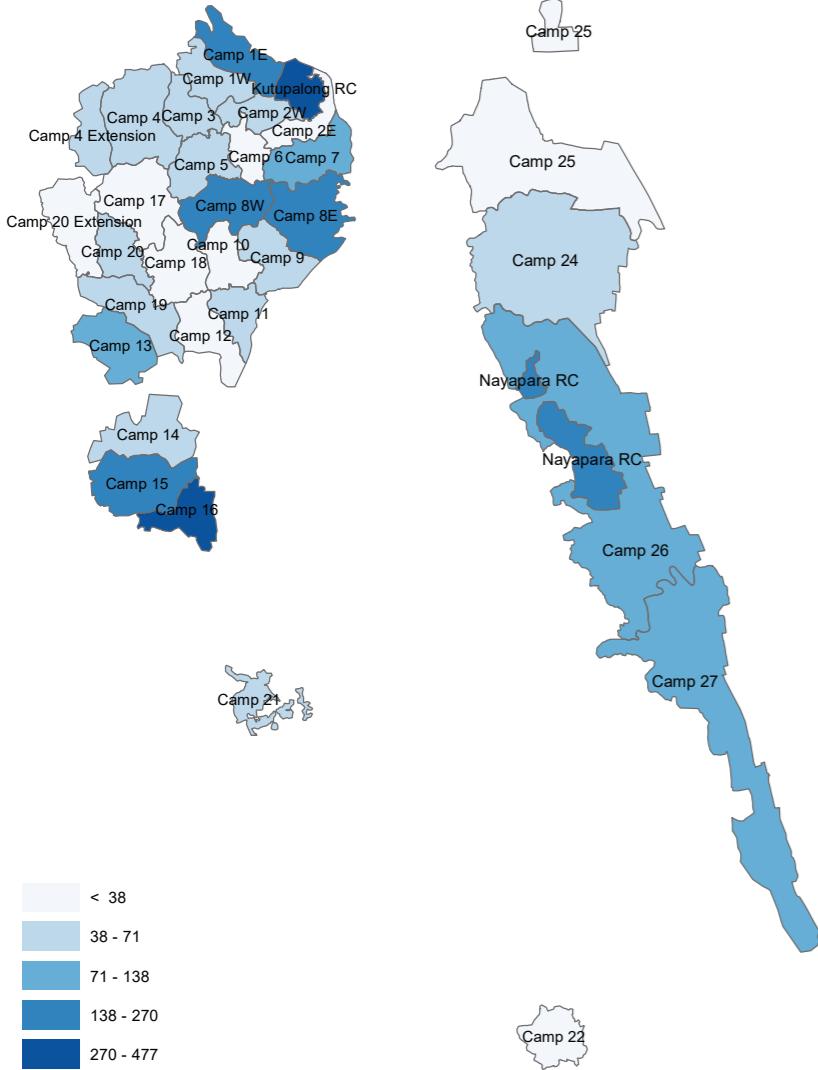 Camp 25
Camp 1E
Camp 1W
Kutupalong RC
Camp 4
Camp 3
Camp 2W
Camp 4 Extension
Camp 2E
Camp 5
Camp 6
Camp 7
Camp 25
Camp 17
Camp 8W
Camp 8E
Camp 20 Extension
Camp 10
Camp 20
Camp 18
Camp 9
Camp 24
Camp 19
Camp 11
Camp 12
Camp 13
Nayapara RC
Camp 14
Nayapara RC
Camp 15
Camp 16
Camp 26
Camp 27
Camp 21
< 38
38 - 71
71 - 138
138 - 270
270 - 477
Camp 22